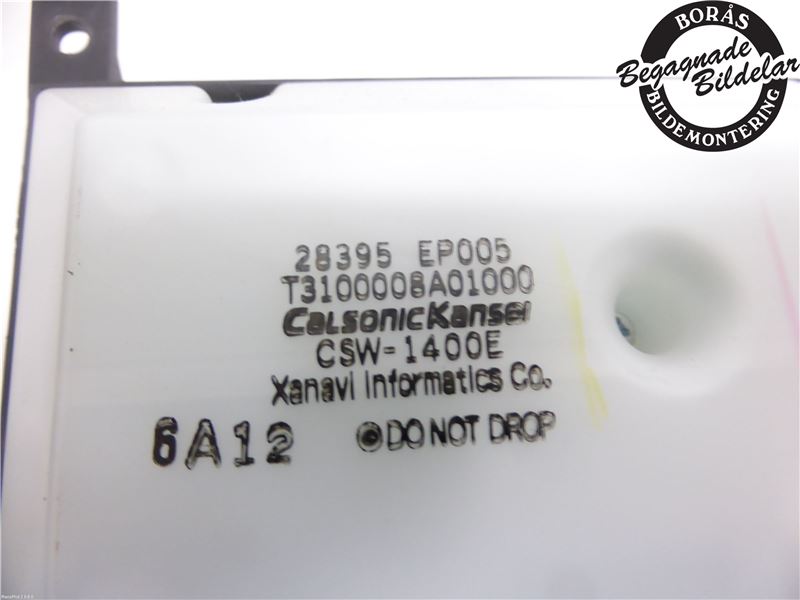 BORÅS
Begagnade
Bildelar
BILDEMONTERING
28395 EP005
T3100008A01000
CalsonicKansei
CSW-1400E
Xanavi Informatics Co.
6A12 DO NOT DROP